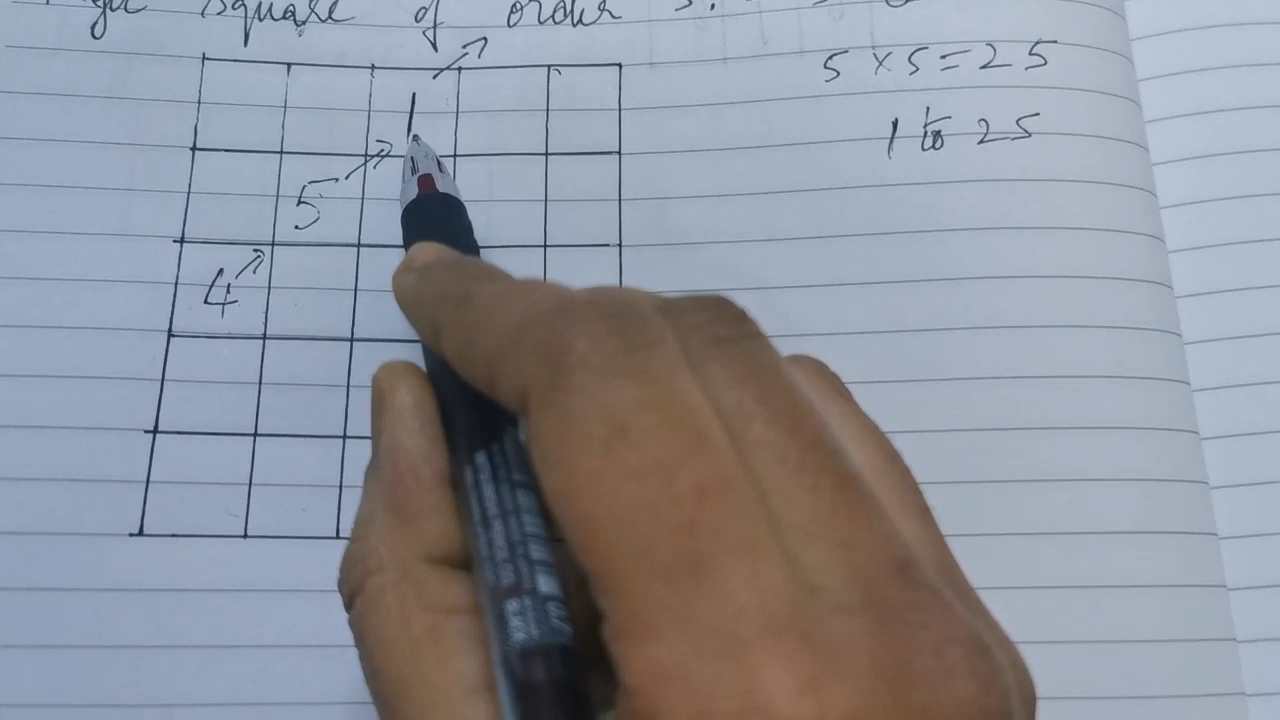 square of order
5 × 5 = 25
1 to 25
1
5
4